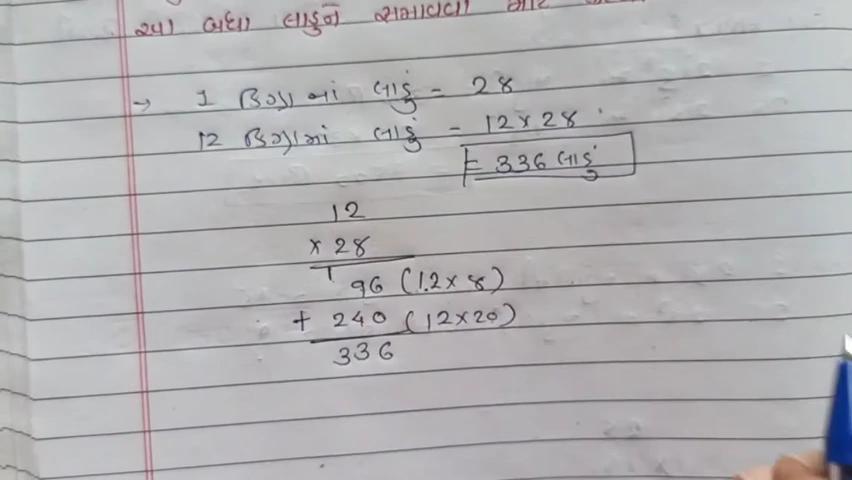 બધા લાડુને સમાવવા માટે
→ 1 ડબ્બામાં લાડું = 28
12 ડબ્બામાં લાડું = 12 × 28
= 336 લાડું
12
× 28
96 (12 × 8)
+ 240 (12 × 20)
336